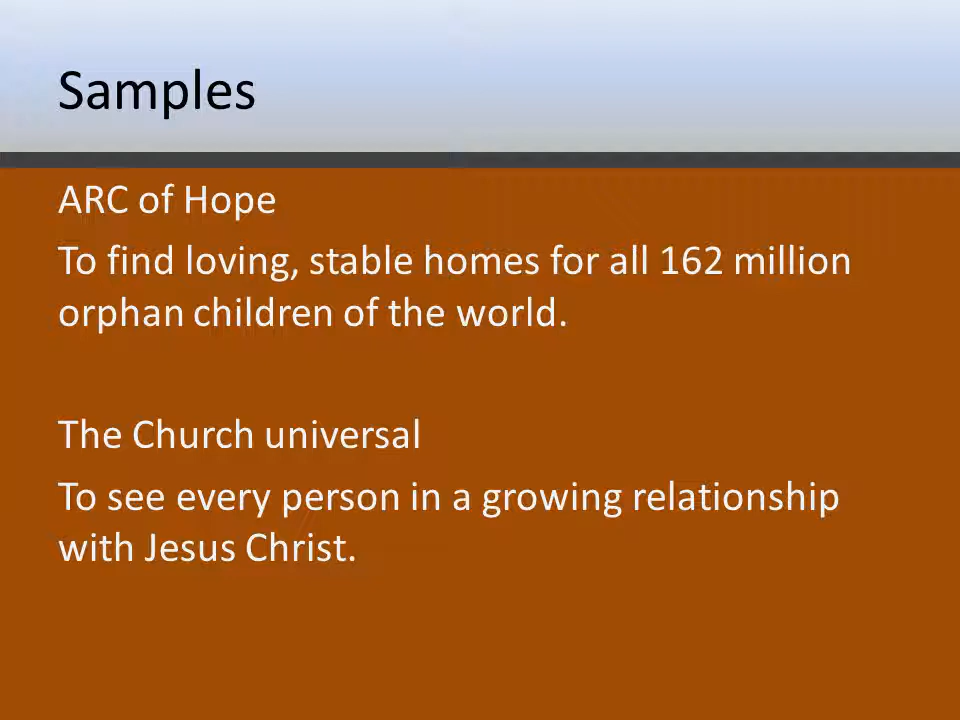 Samples
ARC of Hope
To find loving, stable homes for all 162 million
orphan children of the world.
The Church universal
To see every person in a growing relationship
with Jesus Christ.